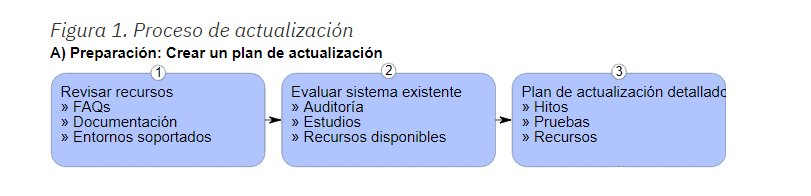 Figura 1. Proceso de actualización
A) Preparación: Crear un plan de actualización
1
Revisar recursos
» FAQs
» Documentación
» Entornos soportados
2
Evaluar sistema existente
» Auditoría
» Estudios
» Recursos disponibles
3
Plan de actualización detallado
» Hitos
» Pruebas
» Recursos